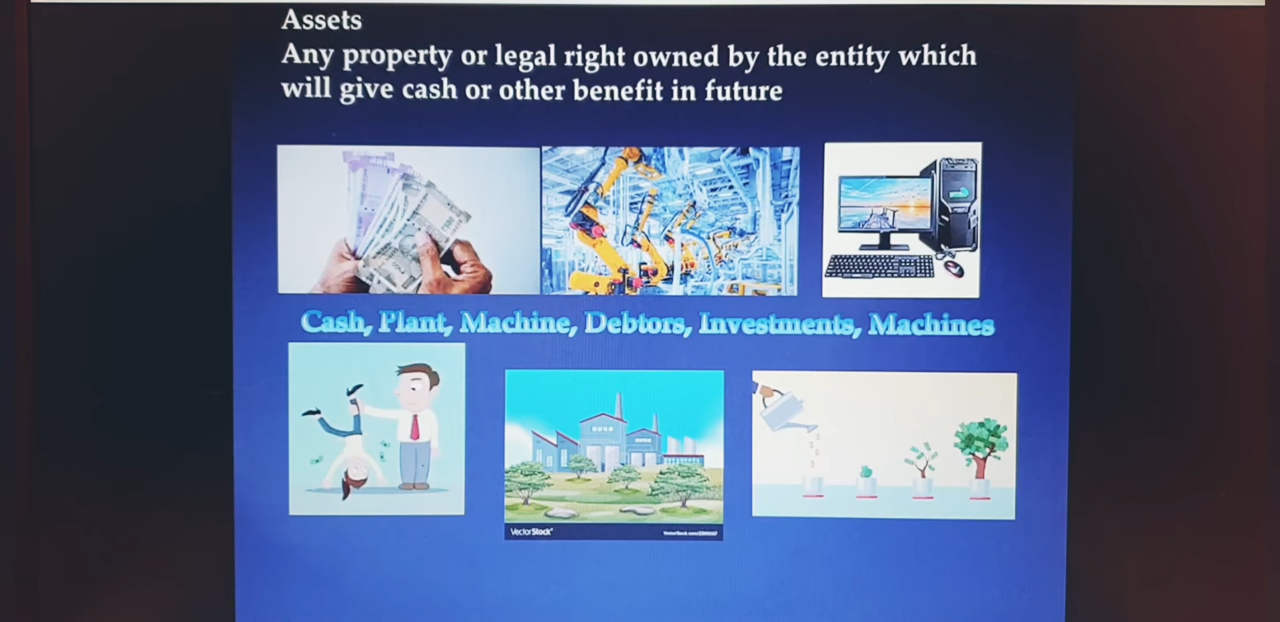 Assets
Any property or legal right owned by the entity which
will give cash or other benefit in future
Cash, Plant, Machine, Debtors, Investments, Machines
VectorStock